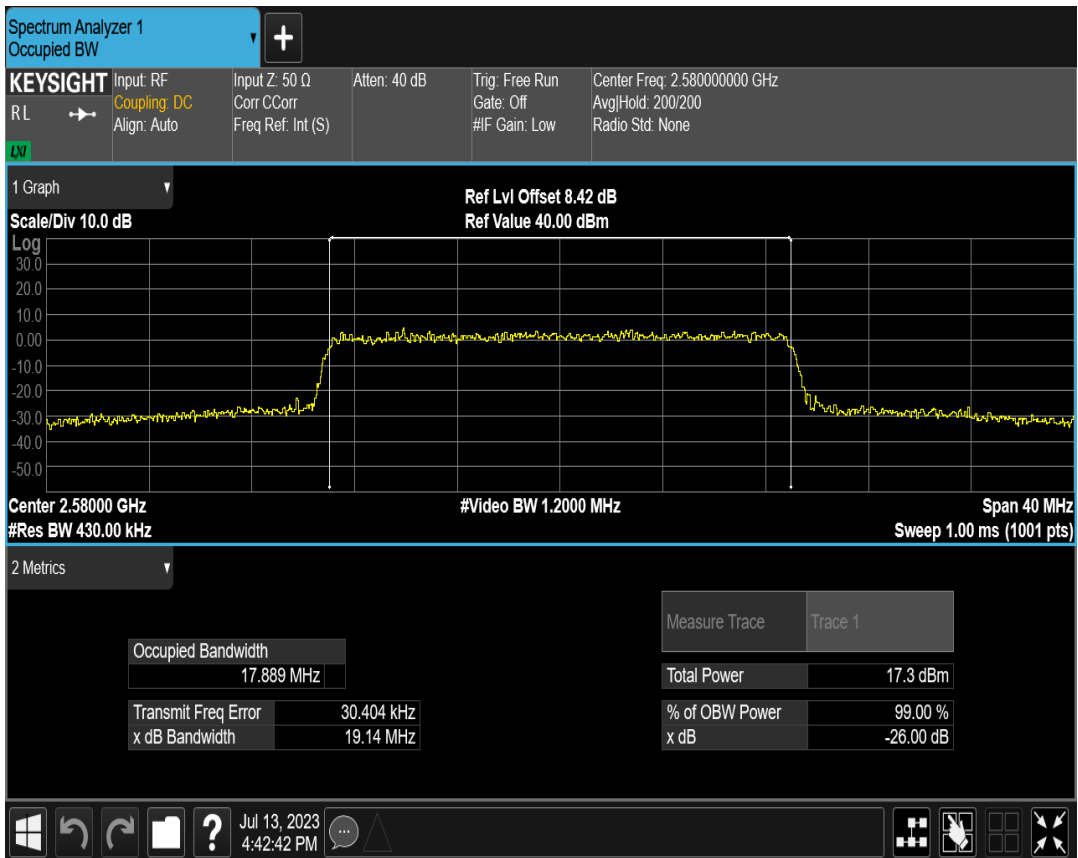 Spectrum Analyzer 1
Occupied BW
+
KEYSIGHT
R L
LXI
Input: RF
Coupling: DC
Align: Auto
Input Z: 50 Ω
Corr CCorr
Freq Ref: Int (S)
Atten: 40 dB
Trig: Free Run
Gate: Off
#IF Gain: Low
Center Freq: 2.580000000 GHz
Avg|Hold: 200/200
Radio Std: None
1 Graph
Scale/Div 10.0 dB
Ref Lvl Offset 8.42 dB
Ref Value 40.00 dBm
Log
30.0
20.0
10.0
0.00
-10.0
-20.0
-30.0
-40.0
-50.0
Center 2.58000 GHz
#Res BW 430.00 kHz
#Video BW 1.2000 MHz
Span 40 MHz
Sweep 1.00 ms (1001 pts)
2 Metrics
Occupied Bandwidth
17.889 MHz
Transmit Freq Error 30.404 kHz
x dB Bandwidth 19.14 MHz
Measure Trace Trace 1
Total Power 17.3 dBm
% of OBW Power 99.00 %
x dB -26.00 dB
?
Jul 13, 2023
4:42:42 PM